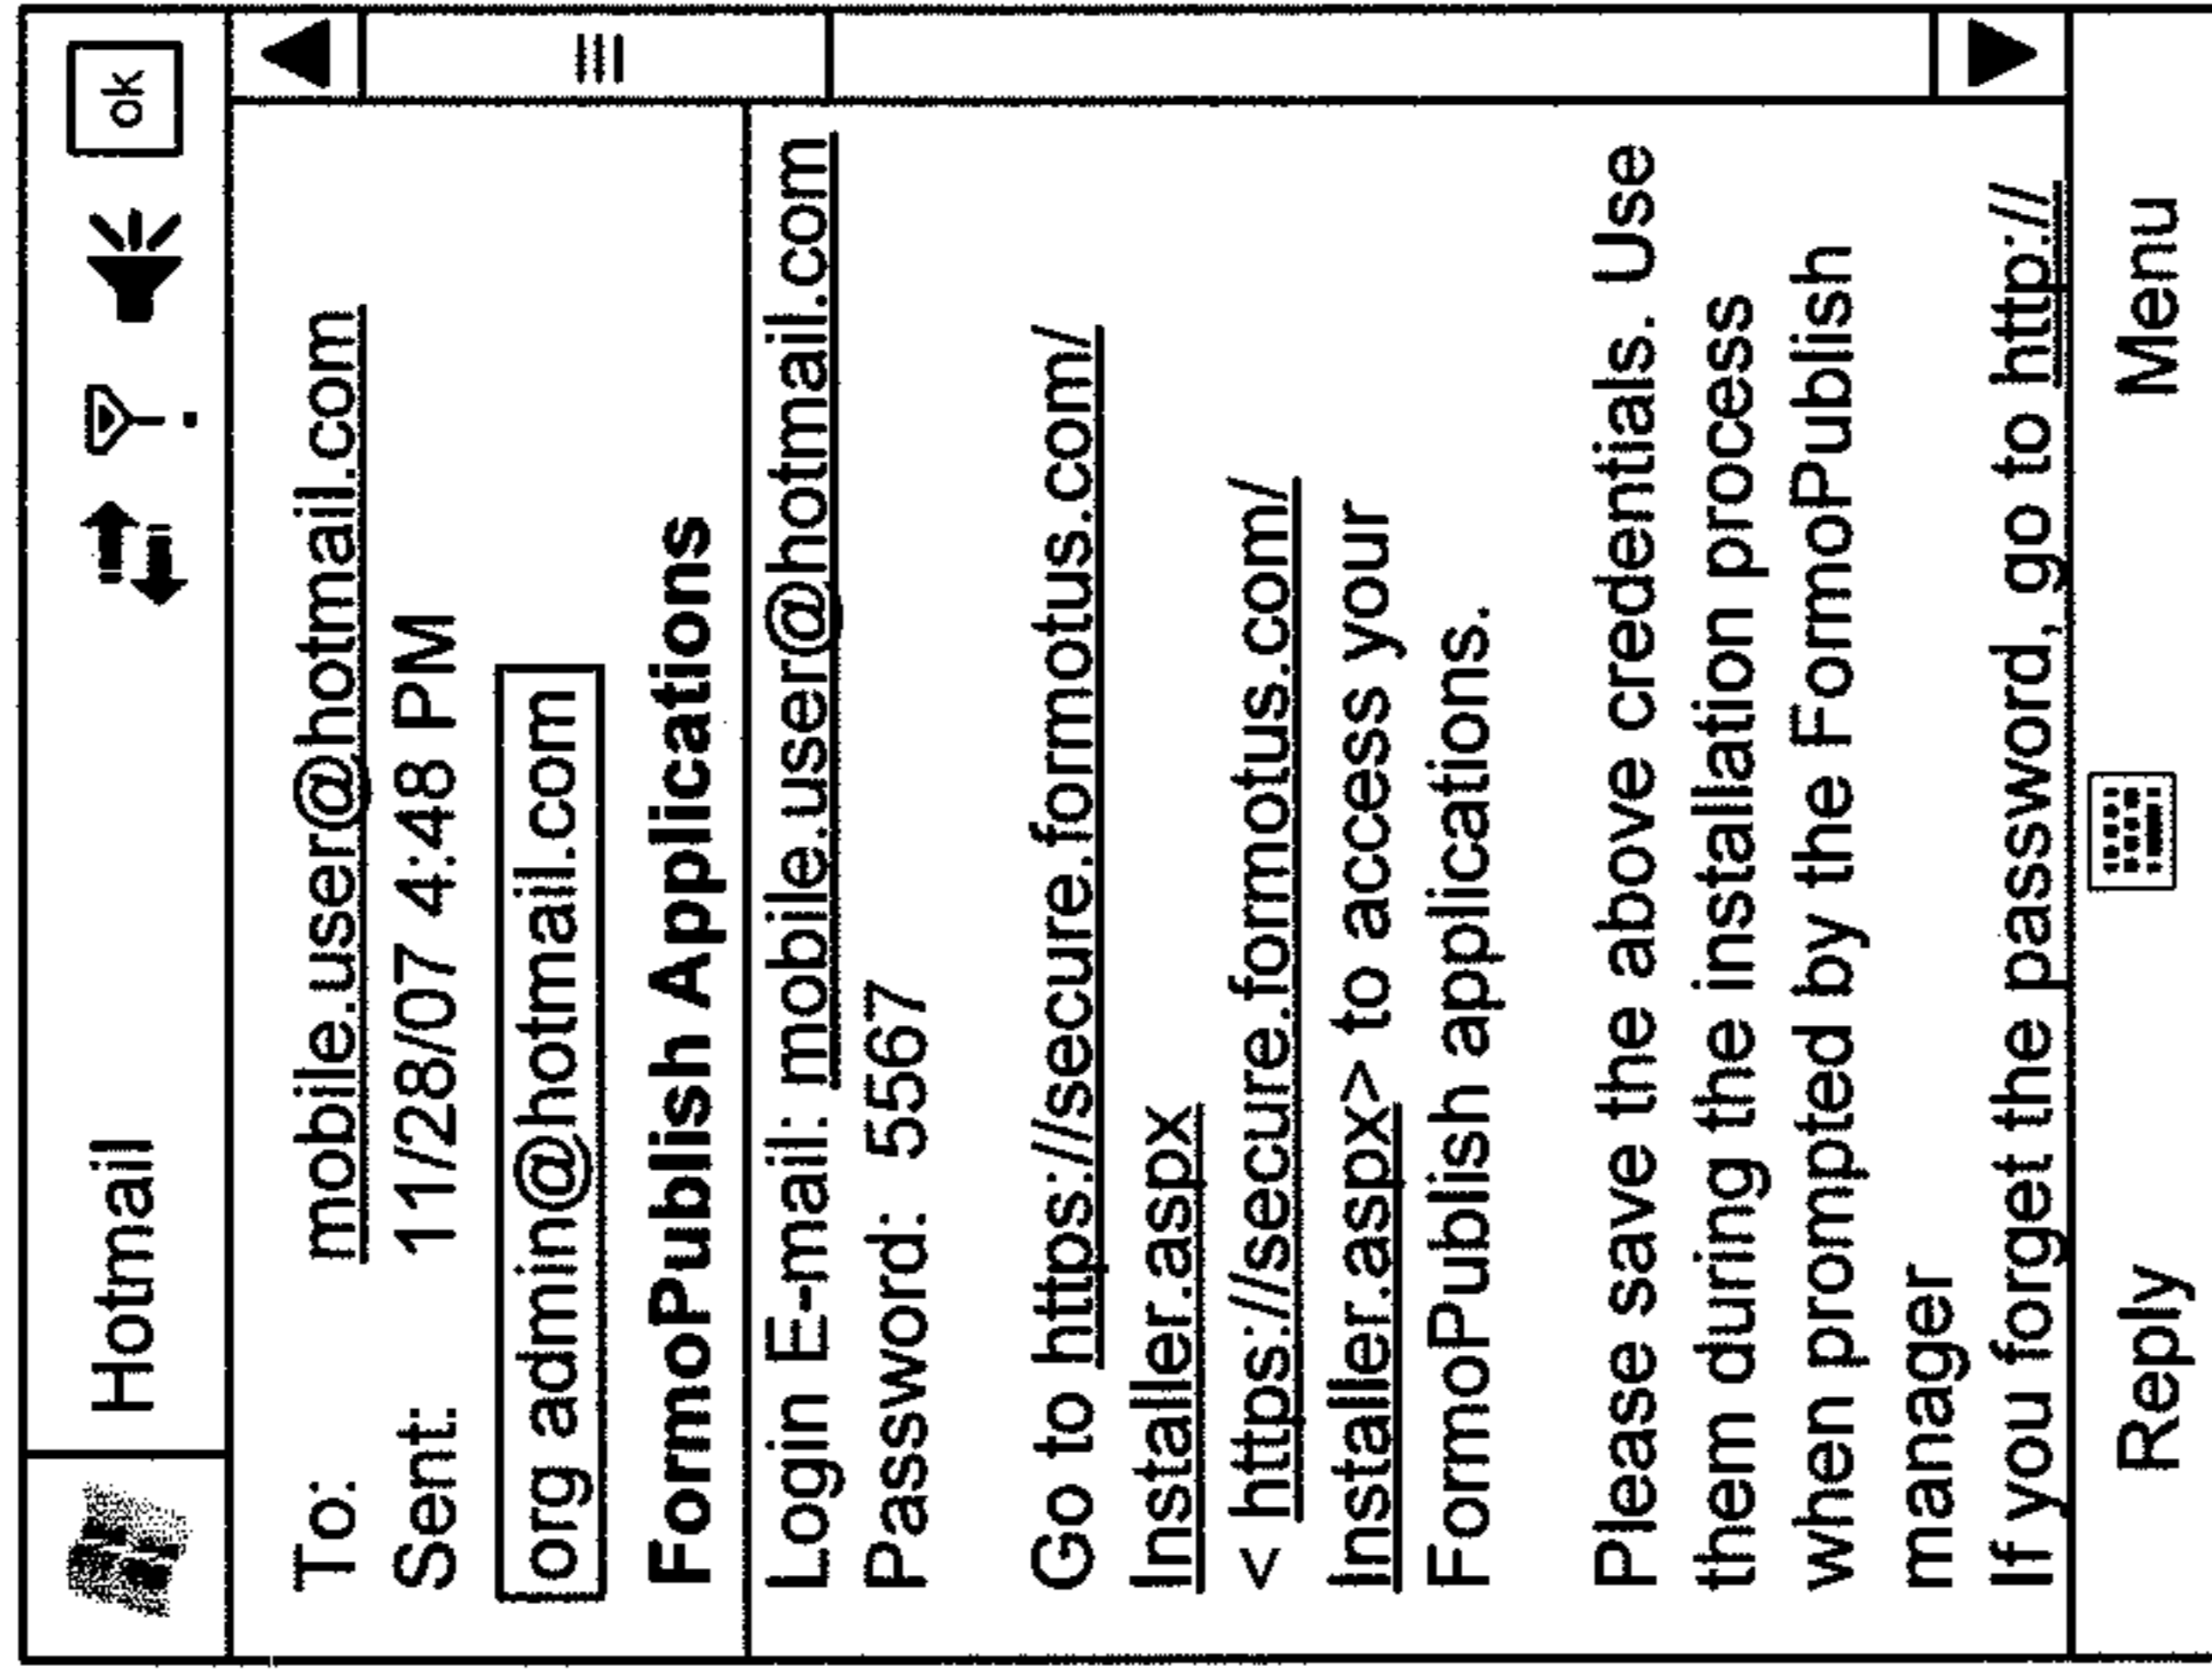 Hotmail ok
To: mobile.user@hotmail.com
Sent: 11/28/07 4:48 PM
org admin@hotmail.com
FormoPublish Applications
Login E-mail: mobile.user@hotmail.com
Password: 5567
Go to https://secure.formotus.com/
Installer.aspx
< https://secure.formotus.com/
Installer.aspx> to access your
FormoPublish applications.
Please save the above credentials. Use
them during the installation process
when prompted by the FormoPublish
manager
If you forget the password, go to http://
Reply Menu